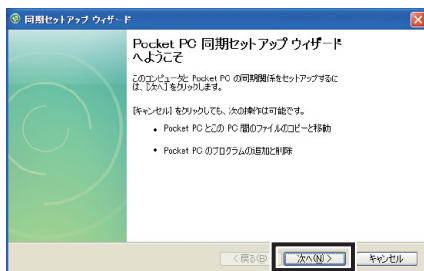 同期セットアップ ウィザード
Pocket PC 同期セットアップ ウィザード
へようこそ
このコンピュータと Pocket PC の同期関係をセットアップするに
は、[次へ] をクリックします。
[キャンセル] をクリックしても、次の操作は可能です。
• Pocket PC とこの PC 間のファイルのコピーと移動
• Pocket PC のプログラムの追加と削除
< 戻る(B)
次へ(N) >
キャンセル